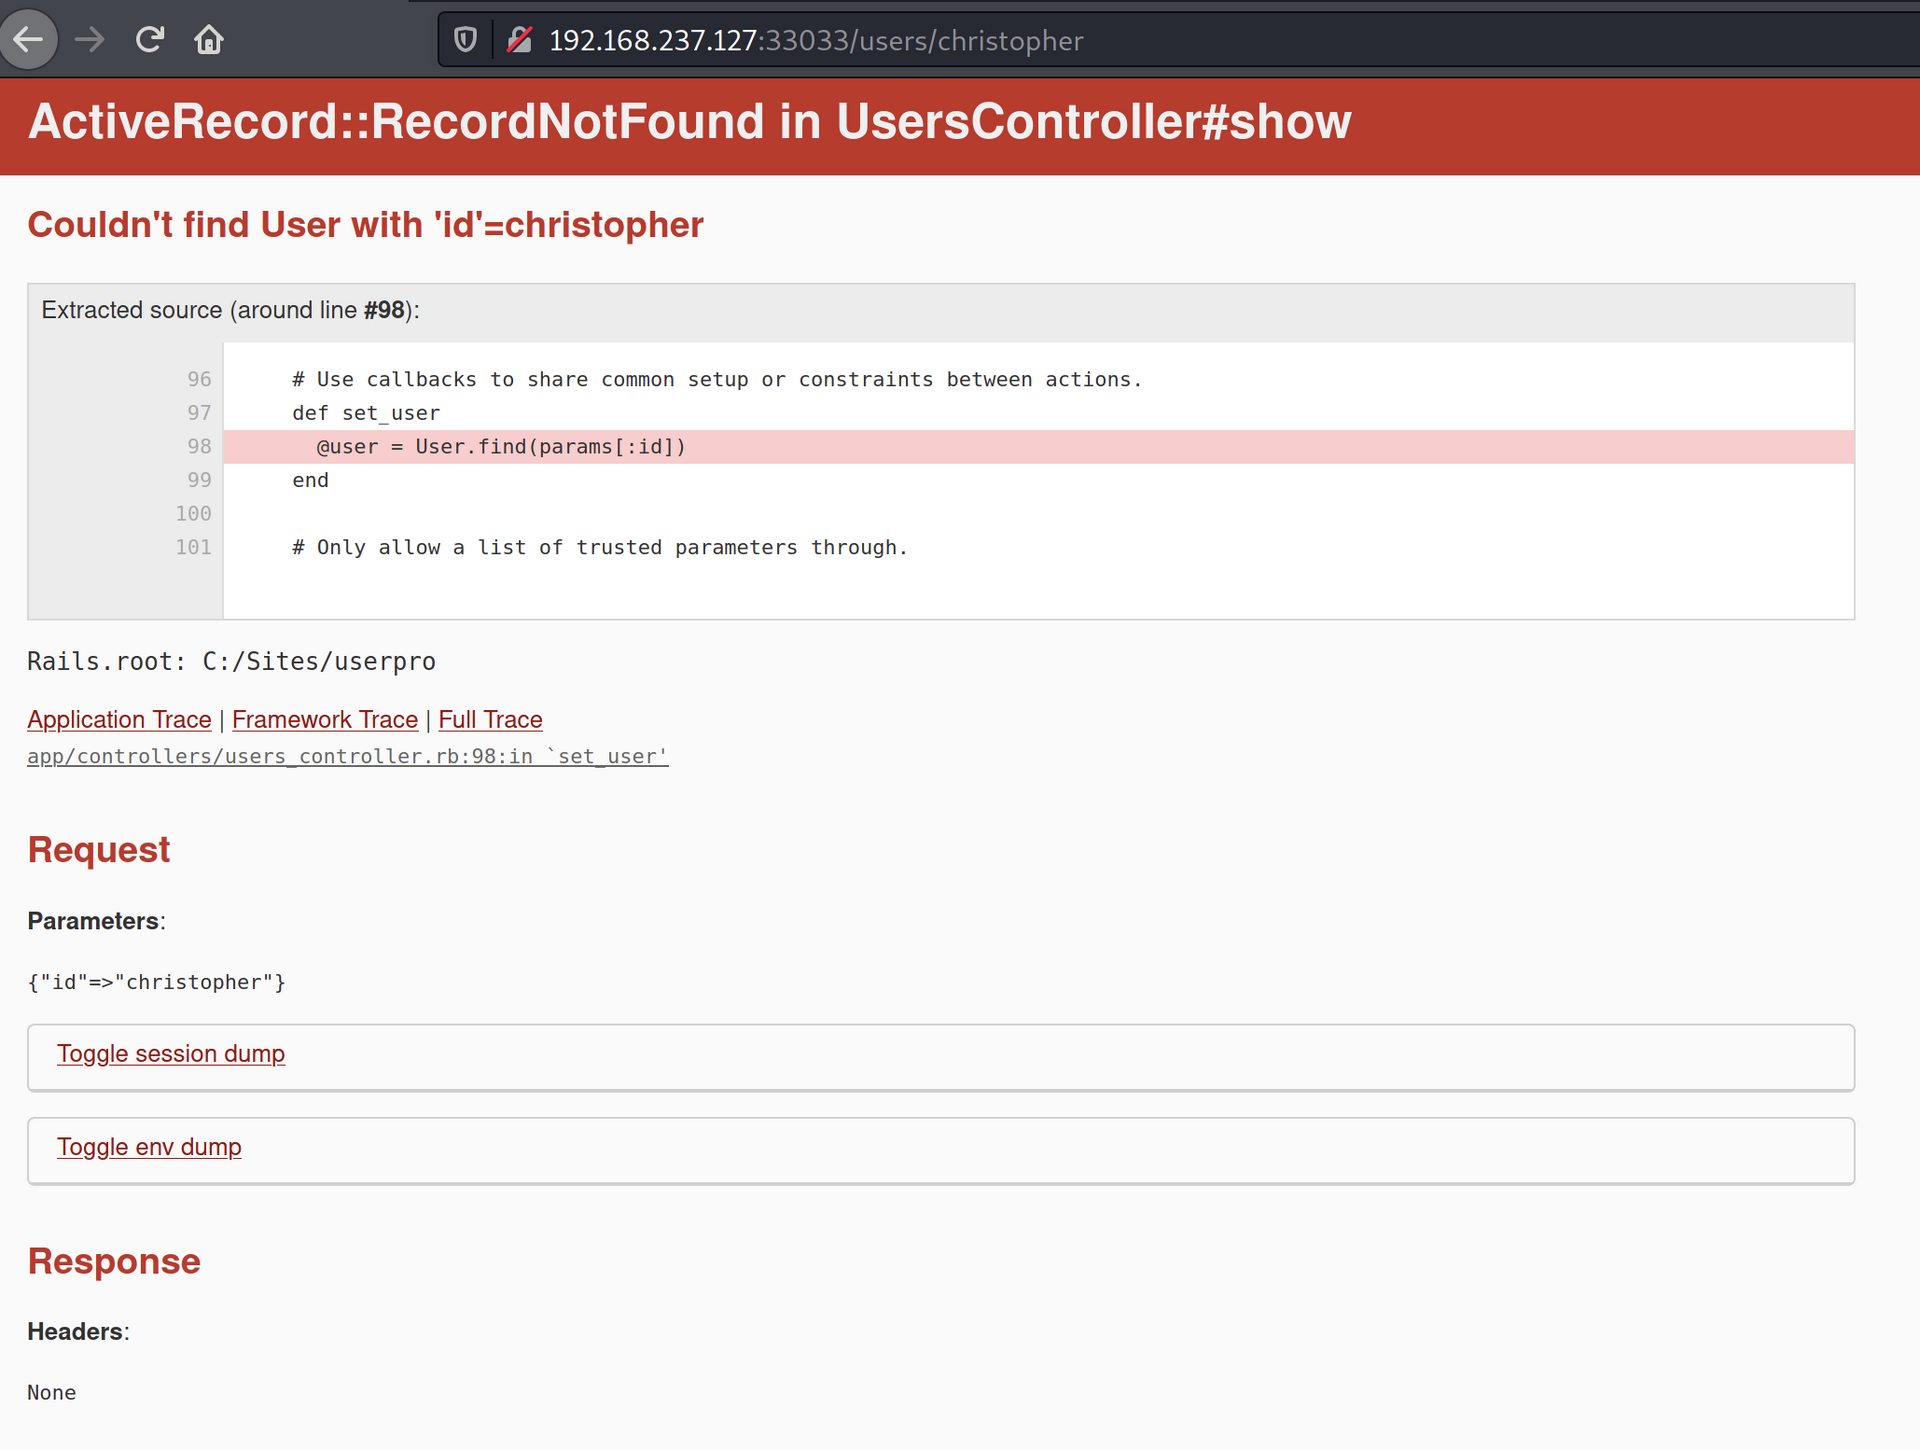 192.168.237.127:33033/users/christopher
ActiveRecord::RecordNotFound in UsersController#show
Couldn't find User with 'id'=christopher
Extracted source (around line #98):
96 # Use callbacks to share common setup or constraints between actions.
97 def set_user
98 @user = User.find(params[:id])
99 end
100
101 # Only allow a list of trusted parameters through.
Rails.root: C:/Sites/userpro
Application Trace | Framework Trace | Full Trace
app/controllers/users_controller.rb:98:in `set_user'
Request
Parameters:
{"id"=>"christopher"}
Toggle session dump
Toggle env dump
Response
Headers:
None